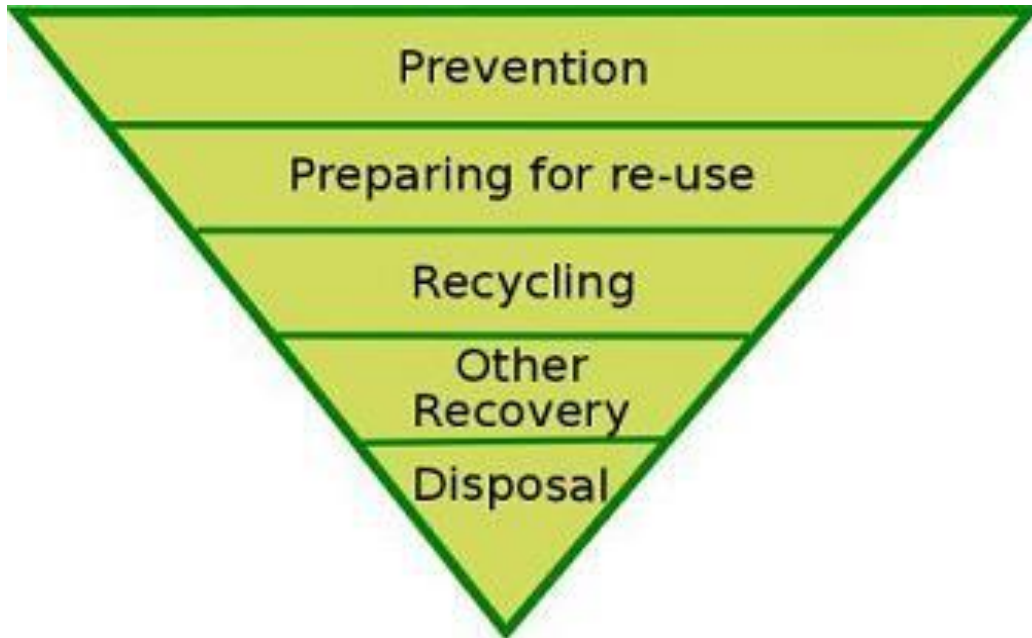 Prevention
Preparing for re-use
Recycling
Other
Recovery
Disposal